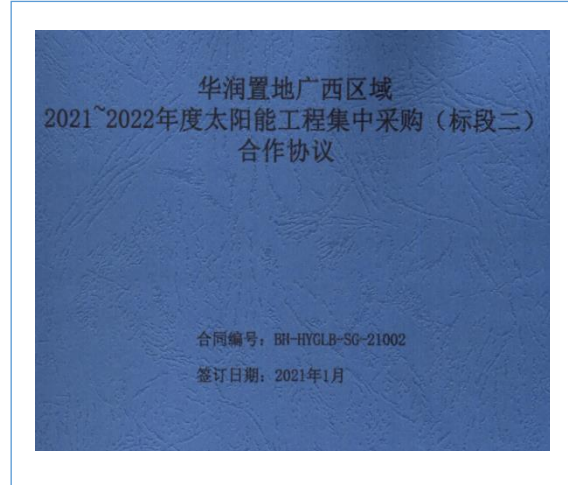 华润置地广西区域
2021~2022年度太阳能工程集中采购（标段二）
合作协议
合同编号：BH-HYGLB-SG-21002
签订日期：2021年1月